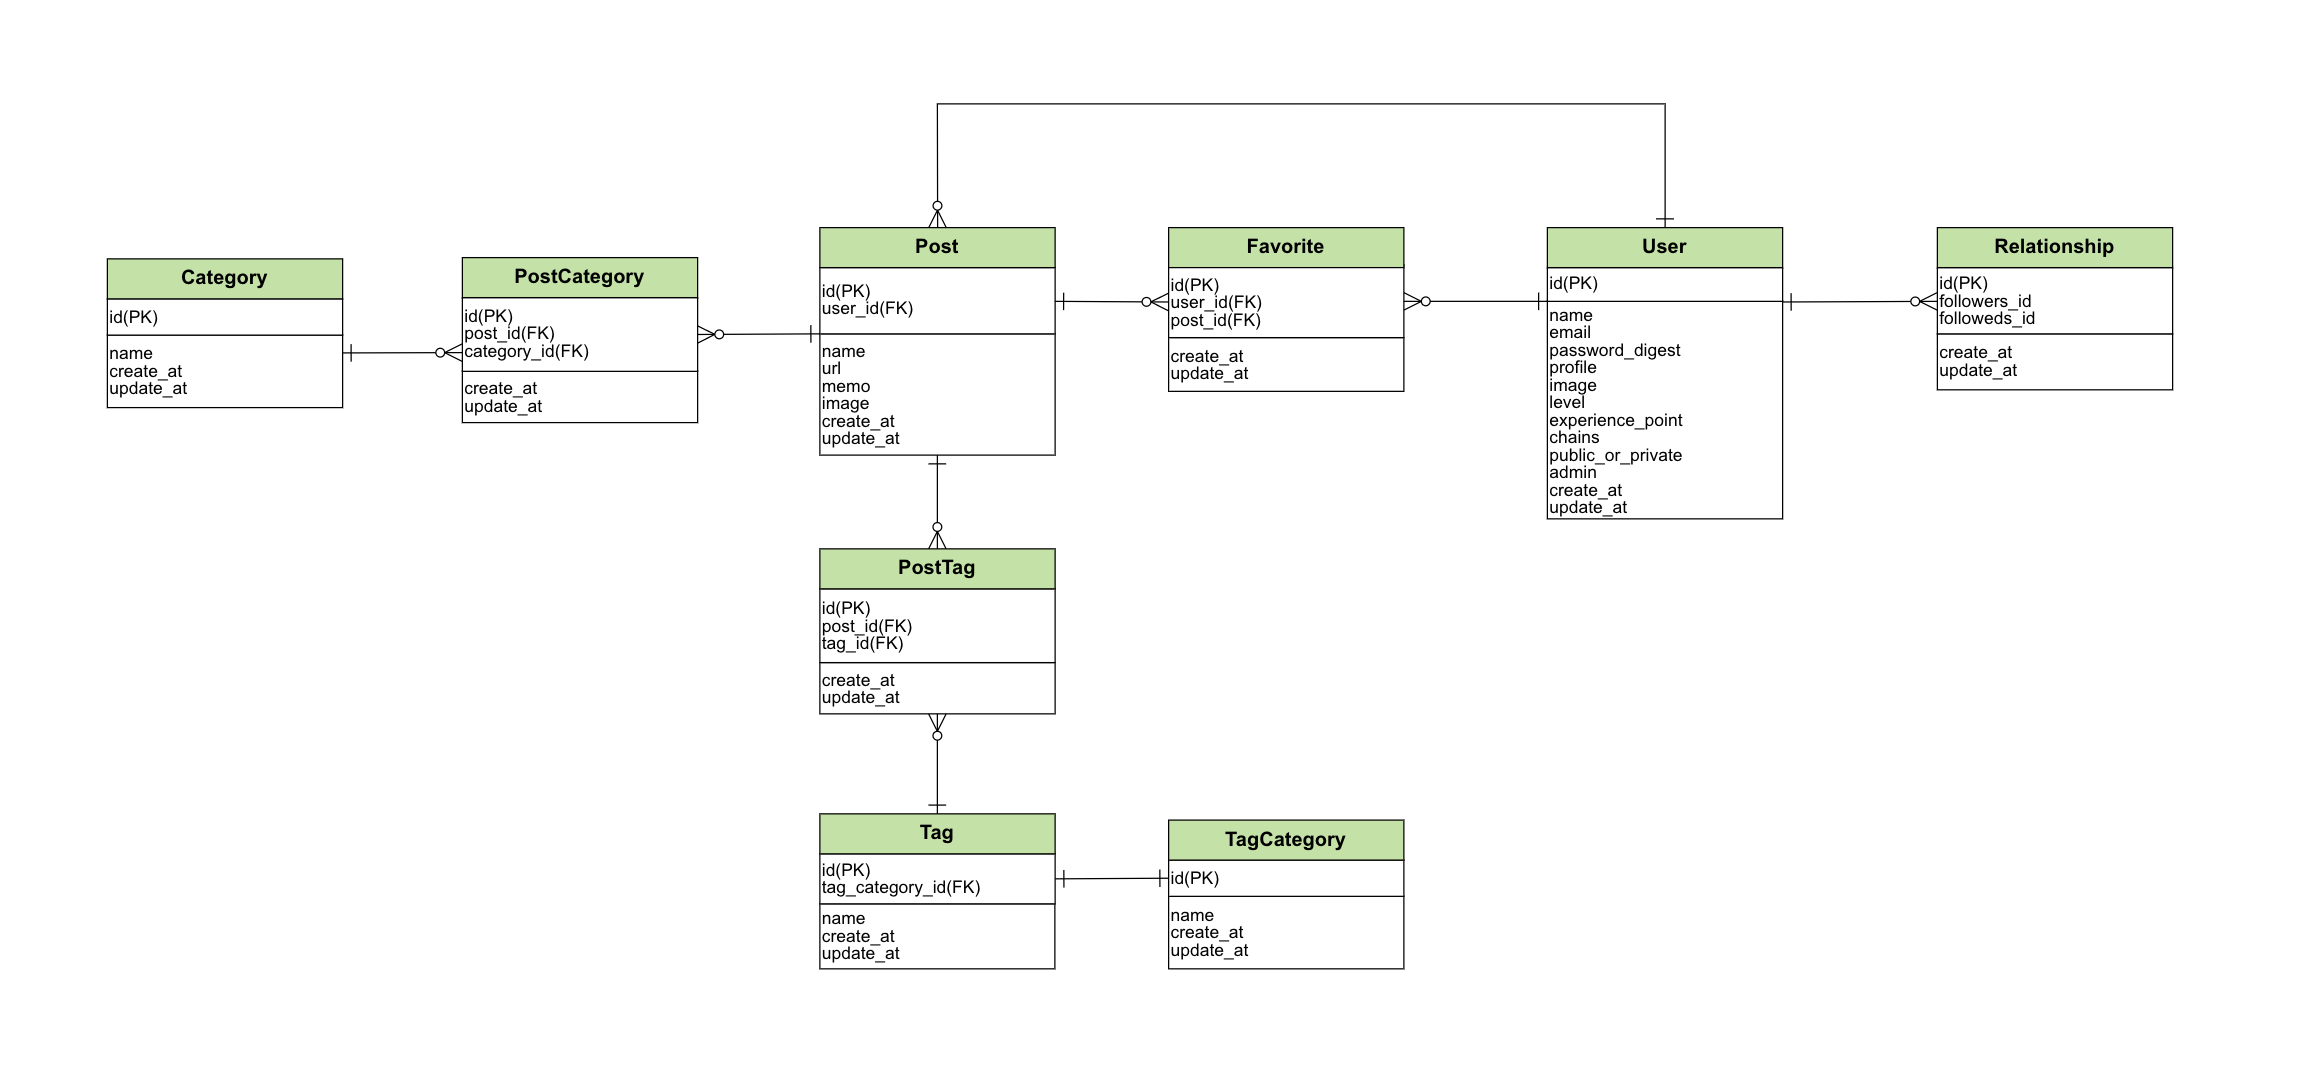 Category
id(PK)
name
create_at
update_at
PostCategory
id(PK)
post_id(FK)
category_id(FK)
create_at
update_at
Post
id(PK)
user_id(FK)
name
url
memo
image
create_at
update_at
Favorite
id(PK)
user_id(FK)
post_id(FK)
create_at
update_at
User
id(PK)
name
email
password_digest
profile
image
level
experience_point
chains
public_or_private
admin
create_at
update_at
Relationship
id(PK)
followers_id
followeds_id
create_at
update_at
PostTag
id(PK)
post_id(FK)
tag_id(FK)
create_at
update_at
Tag
id(PK)
tag_category_id(FK)
name
create_at
update_at
TagCategory
id(PK)
name
create_at
update_at